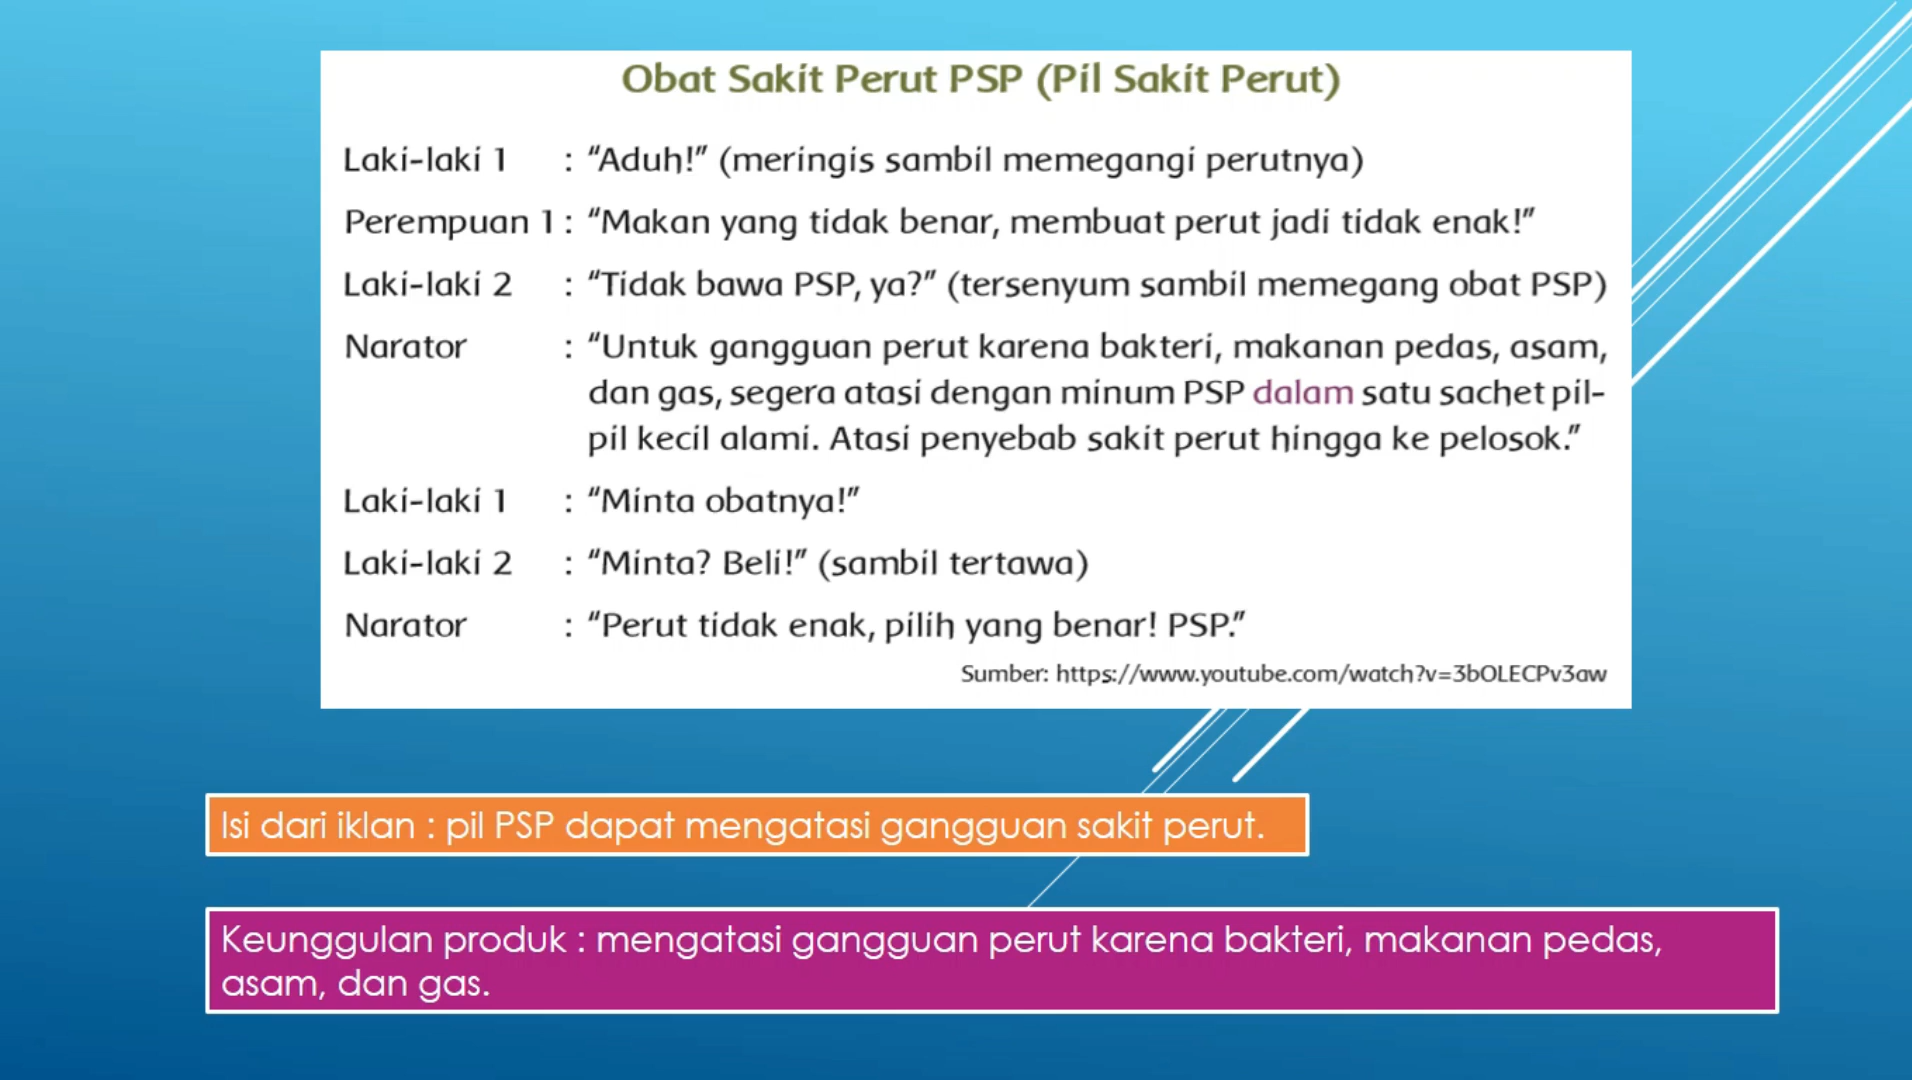 Obat Sakit Perut PSP (Pil Sakit Perut)
Laki-laki 1 : “Aduh!” (meringis sambil memegangi perutnya)
Perempuan 1 : “Makan yang tidak benar, membuat perut jadi tidak enak!”
Laki-laki 2 : “Tidak bawa PSP, ya?” (tersenyum sambil memegang obat PSP)
Narator : “Untuk gangguan perut karena bakteri, makanan pedas, asam,
dan gas, segera atasi dengan minum PSP dalam satu sachet pil-
pil kecil alami. Atasi penyebab sakit perut hingga ke pelosok.”
Laki-laki 1 : “Minta obatnya!”
Laki-laki 2 : “Minta? Beli!” (sambil tertawa)
Narator : “Perut tidak enak, pilih yang benar! PSP.”
Sumber: https://www.youtube.com/watch?v=3bOLECPv3aw
Isi dari iklan : pil PSP dapat mengatasi gangguan sakit perut.
Keunggulan produk : mengatasi gangguan perut karena bakteri, makanan pedas,
asam, dan gas.